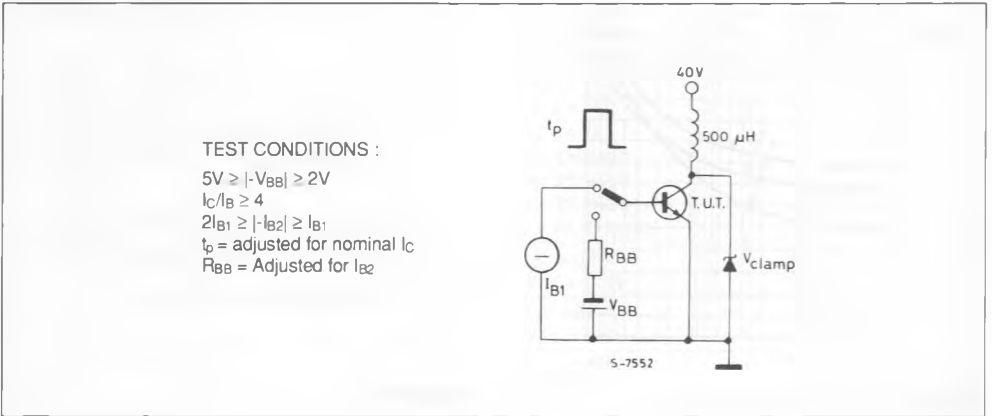 TEST CONDITIONS :
5V ≥ |-VBB| ≥ 2V
IC/IB ≥ 4
2IB1 ≥ |-IB2| ≥ IB1
tp = adjusted for nominal IC
RBB = Adjusted for IB2
40V
tp
500 μH
T.U.T.
RBB
Vclamp
IB1
VBB
S-7552